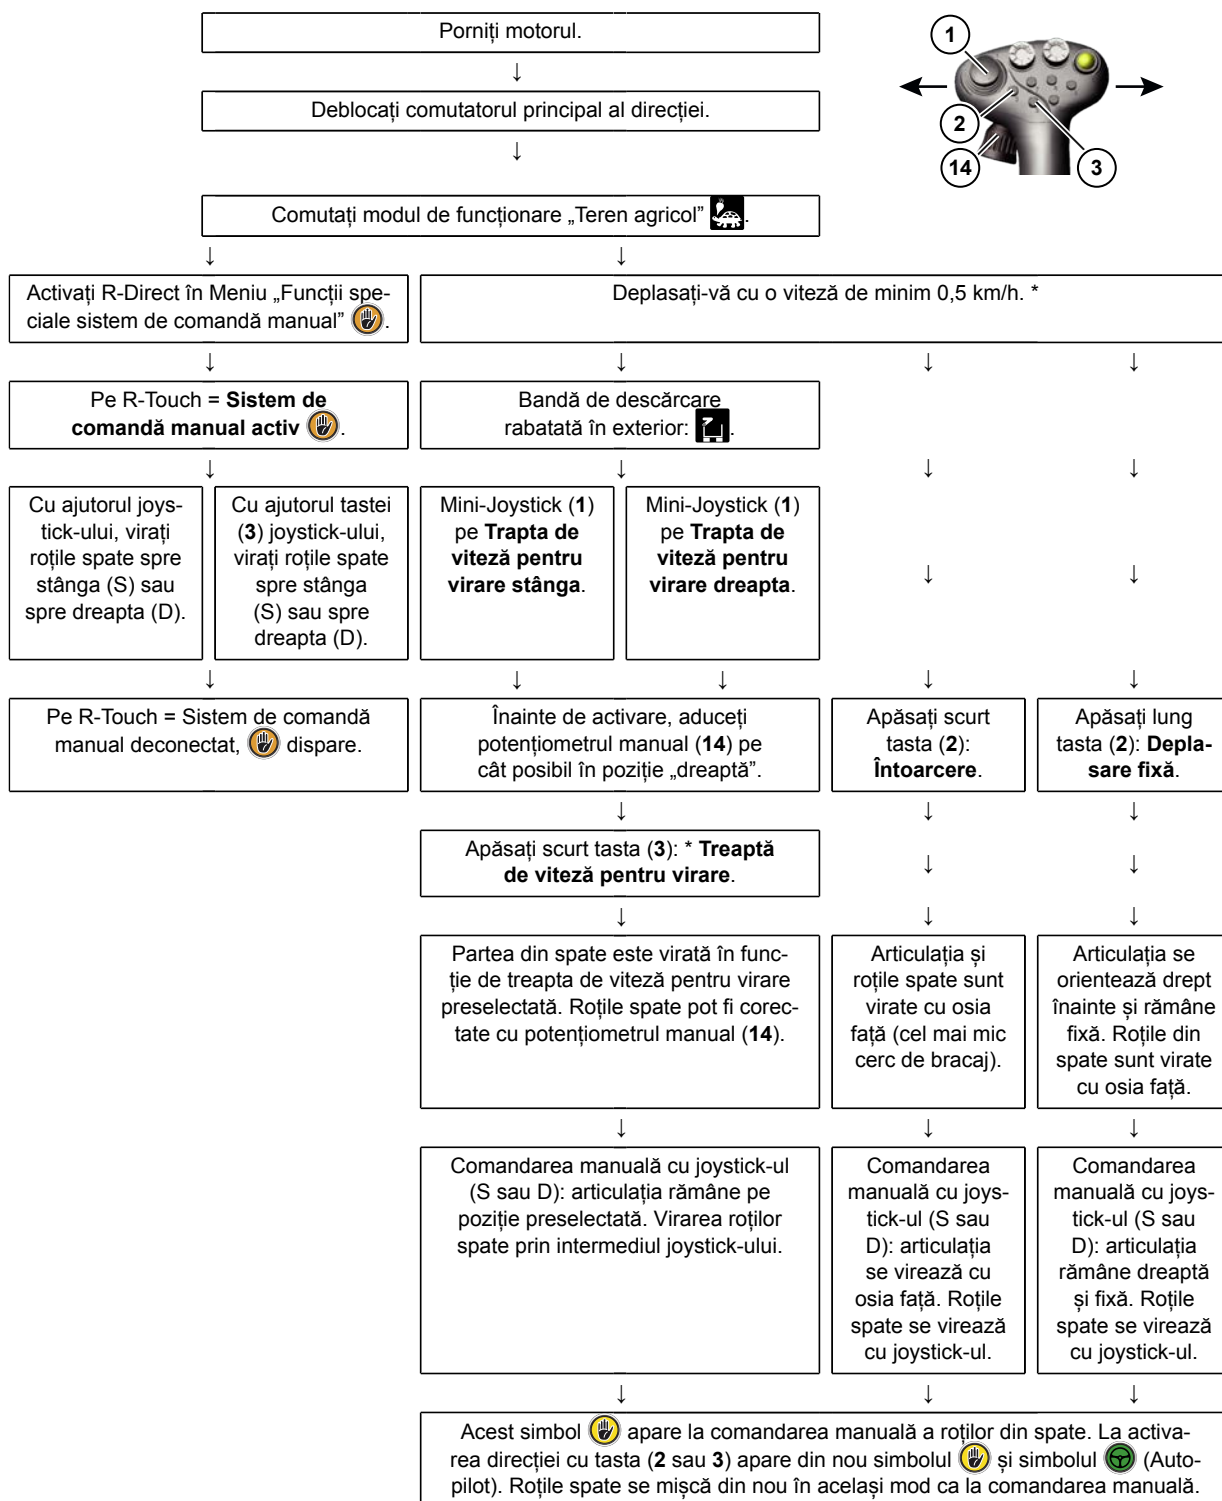 Porniți motorul.
1
↓
Deblocați comutatorul principal al direcției.
2
↓
14
3
Comutați modul de funcționare „Teren agricol” .
↓ ↓
Activați R-Direct în Meniu „Funcții spe-
ciale sistem de comandă manual” .
Deplasați-vă cu o viteză de minim 0,5 km/h. *
↓ ↓ ↓ ↓
Pe R-Touch = Sistem de
comandă manual activ .
Bandă de descărcare
rabatată în exterior: .
↓ ↓ ↓ ↓
Cu ajutorul joys-
tick-ului, virați
roțile spate spre
stânga (S) sau
spre dreapta (D).
Cu ajutorul tastei
(3) joystick-ului,
virați roțile spate
spre stânga
(S) sau spre
dreapta (D).
Mini-Joystick (1)
pe Trapta de
viteză pentru
virare stânga.
Mini-Joystick (1)
pe Trapta de
viteză pentru
virare dreapta.
↓ ↓
↓ ↓ ↓ ↓ ↓
Pe R-Touch = Sistem de comandă
manual deconectat, dispare.
Înainte de activare, aduceți
potențiometrul manual (14) pe
cât posibil în poziție „dreaptă”.
Apăsați scurt
tasta (2):
Întoarcere.
Apăsați lung
tasta (2): Depla-
sare fixă.
↓ ↓ ↓
Apăsați scurt tasta (3): * Treaptă
de viteză pentru virare.
↓ ↓
↓ ↓ ↓
Partea din spate este virată în func-
ție de treapta de viteză pentru virare
preselectată. Roțile spate pot fi corec-
tate cu potențiometrul manual (14).
Articulația și
roțile spate sunt
virate cu osia
față (cel mai mic
cerc de bracaj).
Articulația se
orientează drept
înainte și rămâne
fixă. Roțile din
spate sunt virate
cu osia față.
↓ ↓ ↓
Comandarea manuală cu joystick-ul
(S sau D): articulația rămâne pe
poziție preselectată. Virarea roților
spate prin intermediul joystick-ului.
Comandarea
manuală cu joys-
tick-ul (S sau
D): articulația
se virează cu
osia față. Roțile
spate se virează
cu joystick-ul.
Comandarea
manuală cu joys-
tick-ul (S sau
D): articulația
rămâne dreaptă
și fixă. Roțile
spate se virează
cu joystick-ul.
↓ ↓ ↓
Acest simbol apare la comandarea manuală a roților din spate. La activa-
rea direcției cu tasta (2 sau 3) apare din nou simbolul și simbolul (Auto-
pilot). Roțile spate se mișcă din nou în același mod ca la comandarea manuală.